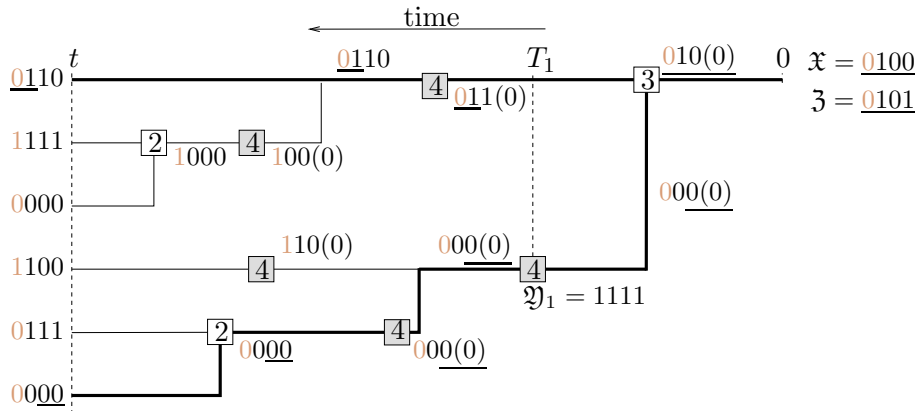 time
t 0110 T₁ 010(0) 0 𝔛 = 0100
0110 4 011(0) 3 ℨ = 0101
1111 2 1000 4 100(0)
0000 000(0)
1100 4 110(0) 000(0) 4
𝔜₁ = 1111
0111 2 0000 4 000(0)
0000